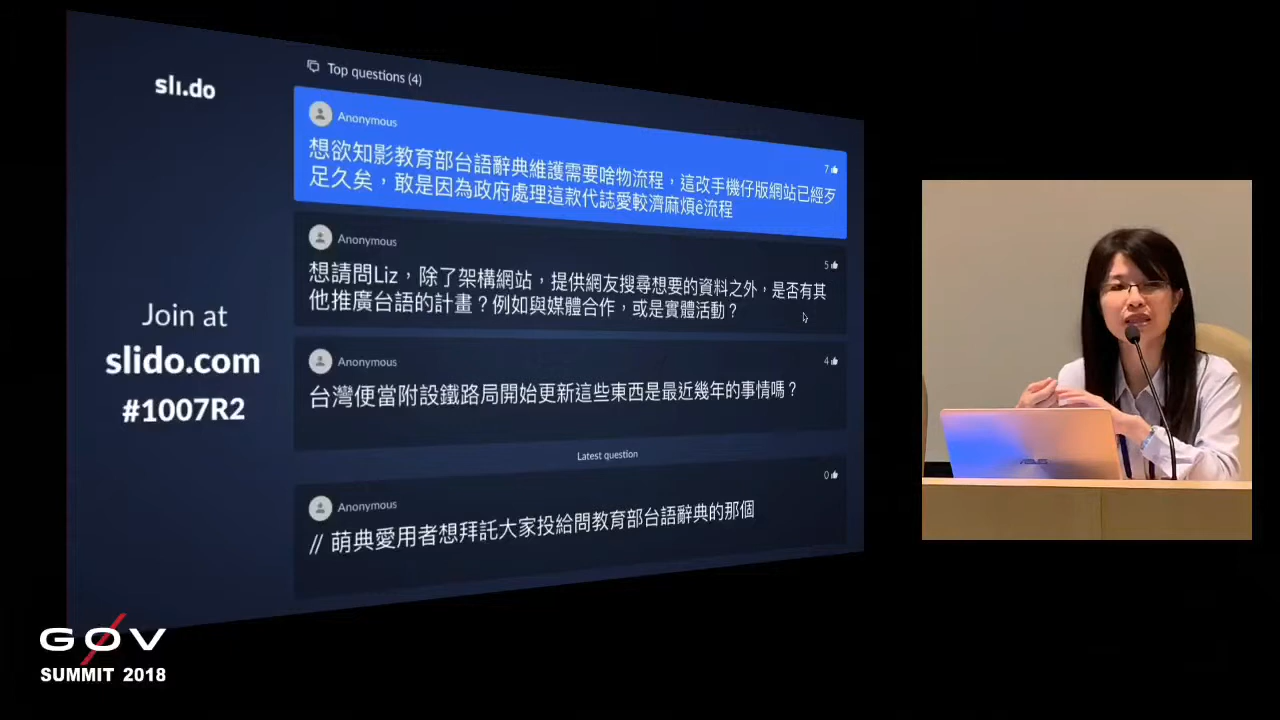 sli.do
Join at
slido.com
#1007R2
Top questions (4)
Anonymous
7
想欲知影教育部台語辭典維護需要啥物流程，這改手機仔版網站已經歹
足久矣，敢是因為政府處理這款代誌愛較濟麻煩ê流程
Anonymous
5
想請問Liz，除了架構網站，提供網友搜尋想要的資料之外，是否有其
他推廣台語的計畫？例如與媒體合作，或是實體活動？
Anonymous
4
台灣便當附設鐵路局開始更新這些東西是最近幾年的事情嗎？
Latest question
Anonymous
0
// 萌典愛用者想拜託大家投給問教育部台語辭典的那個
GØV
SUMMIT 2018
ASUS